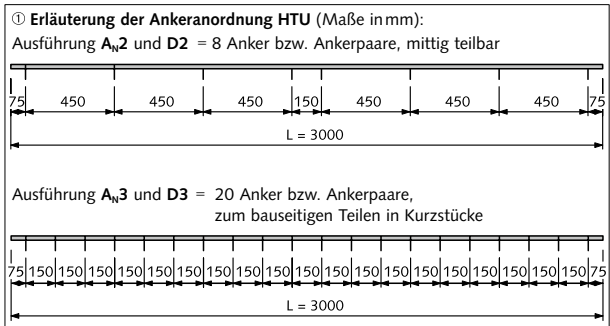 ① Erläuterung der Ankeranordnung HTU (Maße in mm):
Ausführung A_N2 und D2 = 8 Anker bzw. Ankerpaare, mittig teilbar
75 450 450 450 150 450 450 450 75
L = 3000
Ausführung A_N3 und D3 = 20 Anker bzw. Ankerpaare,
zum bauseitigen Teilen in Kurzstücke
75 150 150 150 150 150 150 150 150 150 150 150 150 150 150 150 150 150 150 150 75
L = 3000